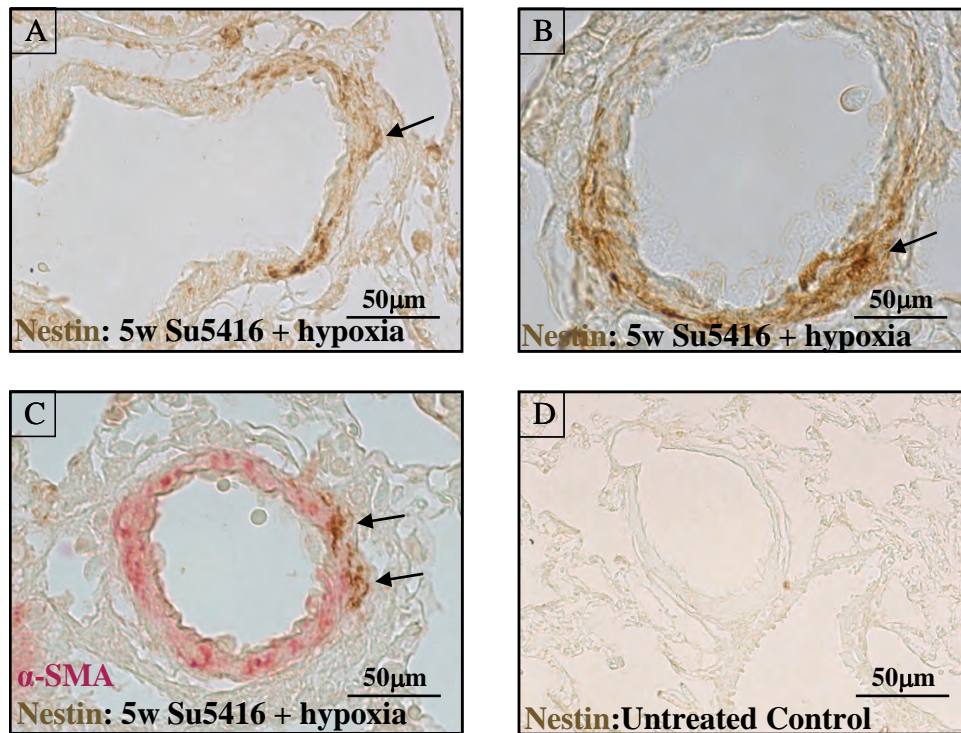 A
50μm
Nestin: 5w Su5416 + hypoxia
B
50μm
Nestin: 5w Su5416 + hypoxia
C
α-SMA
50μm
Nestin: 5w Su5416 + hypoxia
D
50μm
Nestin:Untreated Control